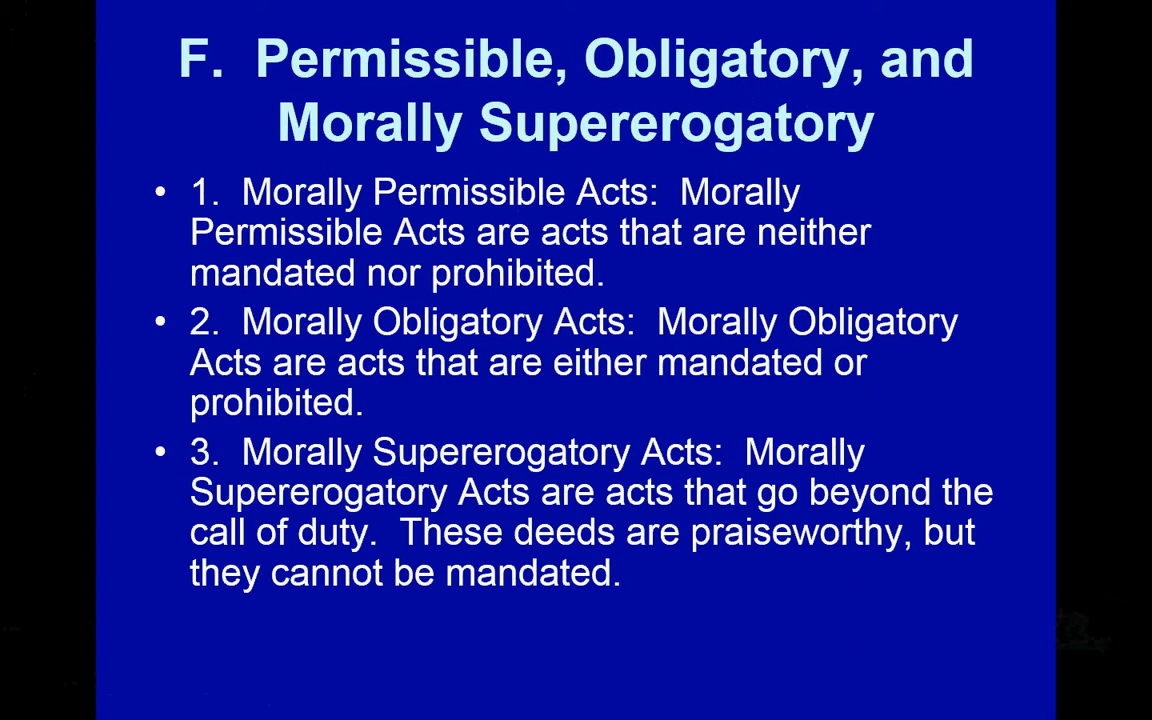 F.  Permissible, Obligatory, and
Morally Supererogatory
• 1.  Morally Permissible Acts:  Morally
Permissible Acts are acts that are neither
mandated nor prohibited.
• 2.  Morally Obligatory Acts:  Morally Obligatory
Acts are acts that are either mandated or
prohibited.
• 3.  Morally Supererogatory Acts:  Morally
Supererogatory Acts are acts that go beyond the
call of duty.  These deeds are praiseworthy, but
they cannot be mandated.